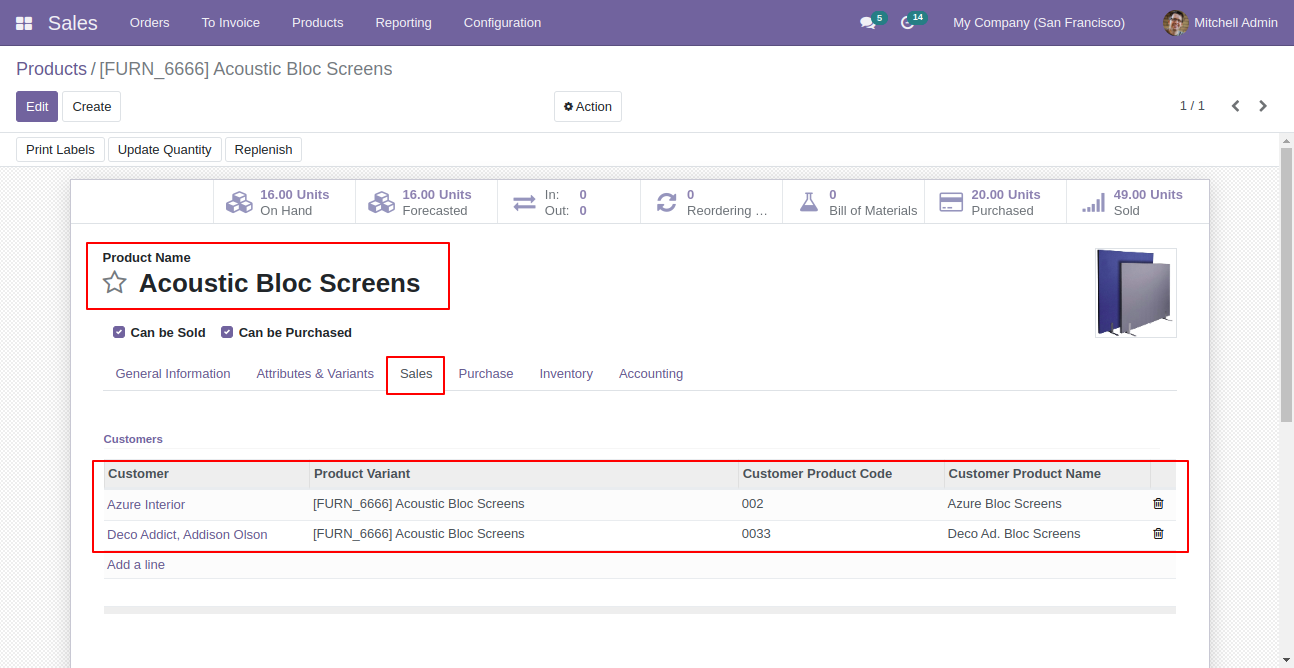 Sales Orders To Invoice Products Reporting Configuration 5 14 My Company (San Francisco) Mitchell Admin
Products / [FURN_6666] Acoustic Bloc Screens
Edit Create Action 1 / 1
Print Labels Update Quantity Replenish
16.00 Units 16.00 Units In: 0 0 0 20.00 Units 49.00 Units
On Hand Forecasted Out: 0 Reordering ... Bill of Materials Purchased Sold
Product Name
Acoustic Bloc Screens
Can be Sold Can be Purchased
General Information Attributes & Variants Sales Purchase Inventory Accounting
Customers
Customer Product Variant Customer Product Code Customer Product Name
Azure Interior [FURN_6666] Acoustic Bloc Screens 002 Azure Bloc Screens
Deco Addict, Addison Olson [FURN_6666] Acoustic Bloc Screens 0033 Deco Ad. Bloc Screens
Add a line